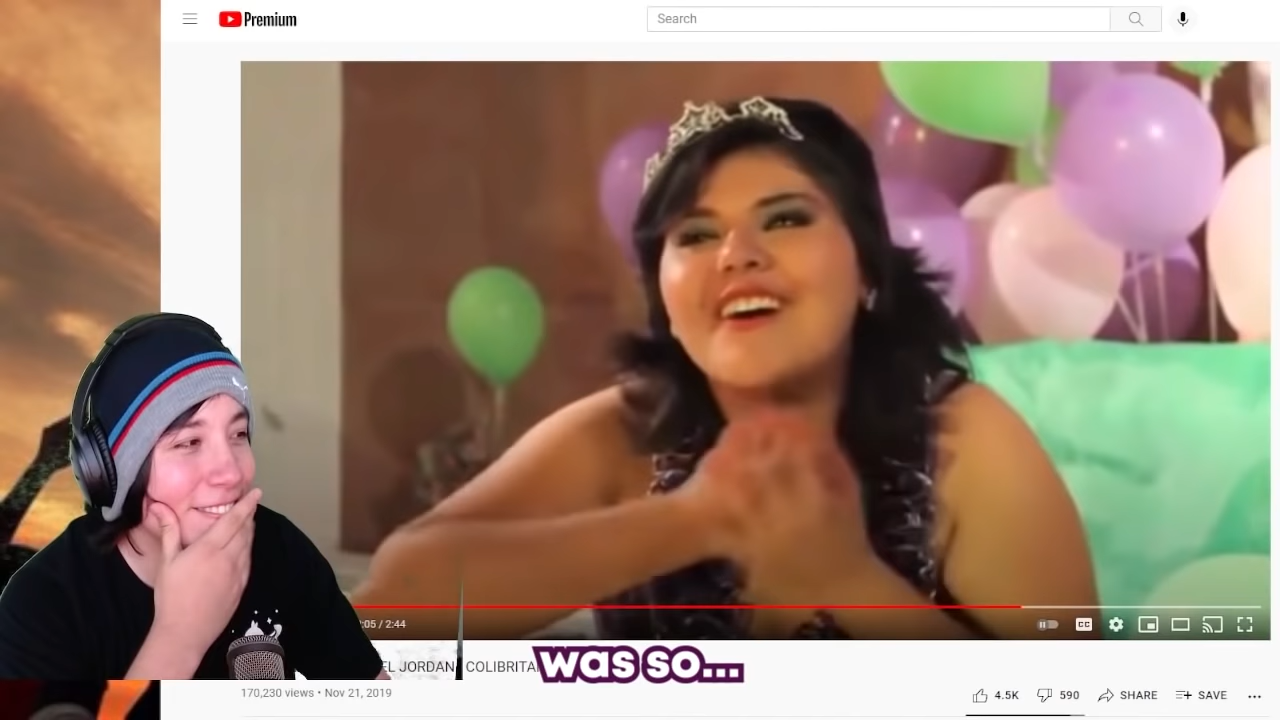 Premium
Search
:05 / 2:44
CC
EL JORDAN COLIBRITA
was so...
170,230 views • Nov 21, 2019
4.5K
590
SHARE
SAVE